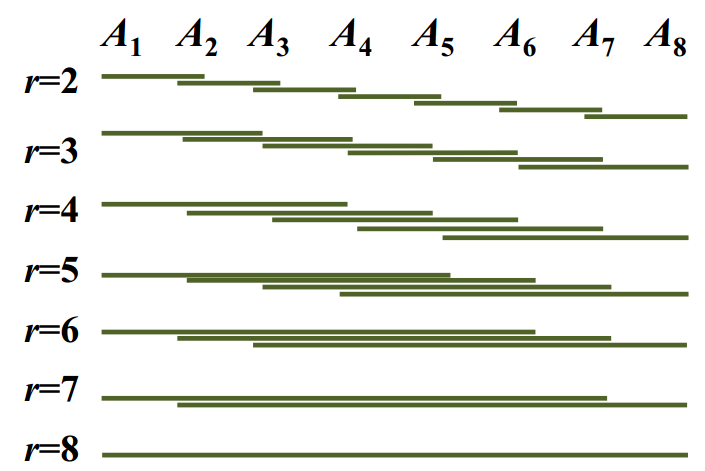 A₁ A₂ A₃ A₄ A₅ A₆ A₇ A₈
r=2
r=3
r=4
r=5
r=6
r=7
r=8